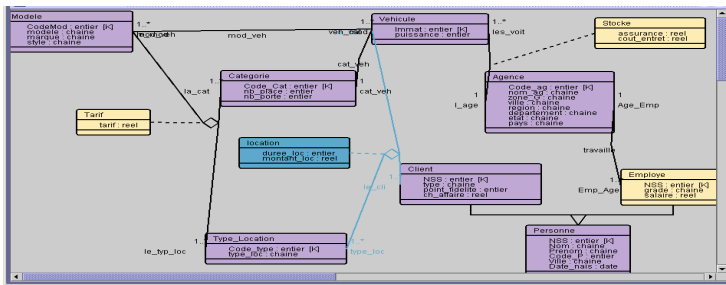 Modele
CodeMod : entier [K]
modele : chaine
marque : chaine
style : chaine
1..*
mod_veh
Vehicule
Immat : entier [K]
puissance : entier
1..*
les_voit
Stocke
assurance : reel
cout_entret : reel
cat_veh
Categorie
Code_Cat : entier [K]
nb_place : entier
nb_porte : entier
1
cat_veh
la_cat
Tarif
tarif : reel
Agence
Code_ag : entier [K]
nom_ag : chaine
zone_G : chaine
ville : chaine
region : chaine
departement : chaine
etat : chaine
pays : chaine
1
l_age
1
Age_Emp
travaille
location
duree_loc : entier
montant_loc : reel
Client
NSS : entier [K]
type : chaine
point_fidelite : entier
ch_affaire : reel
le_cli
Employe
NSS : entier [K]
grade : chaine
salaire : reel
Emp_Age
Type_Location
Code_type : entier [K]
type_loc : chaine
le_typ_loc
1..*
type_loc
Personne
NSS : entier [K]
Nom : chaine
Prenom : chaine
Code_P : entier
Ville : chaine
Date_nais : date